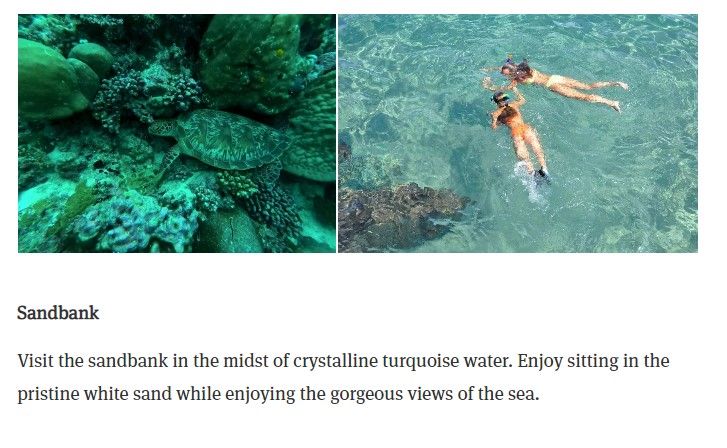 Sandbank
Visit the sandbank in the midst of crystalline turquoise water. Enjoy sitting in the
pristine white sand while enjoying the gorgeous views of the sea.